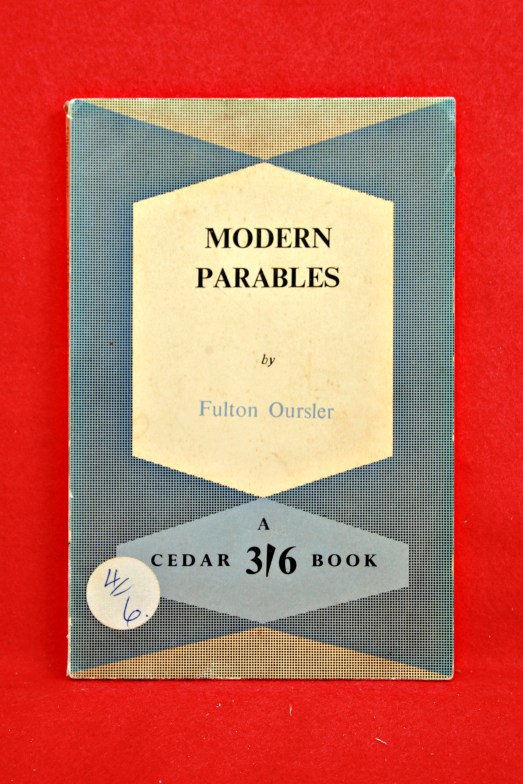 MODERN
PARABLES
by
Fulton Oursler
A
CEDAR 3/6 BOOK
4//
6.